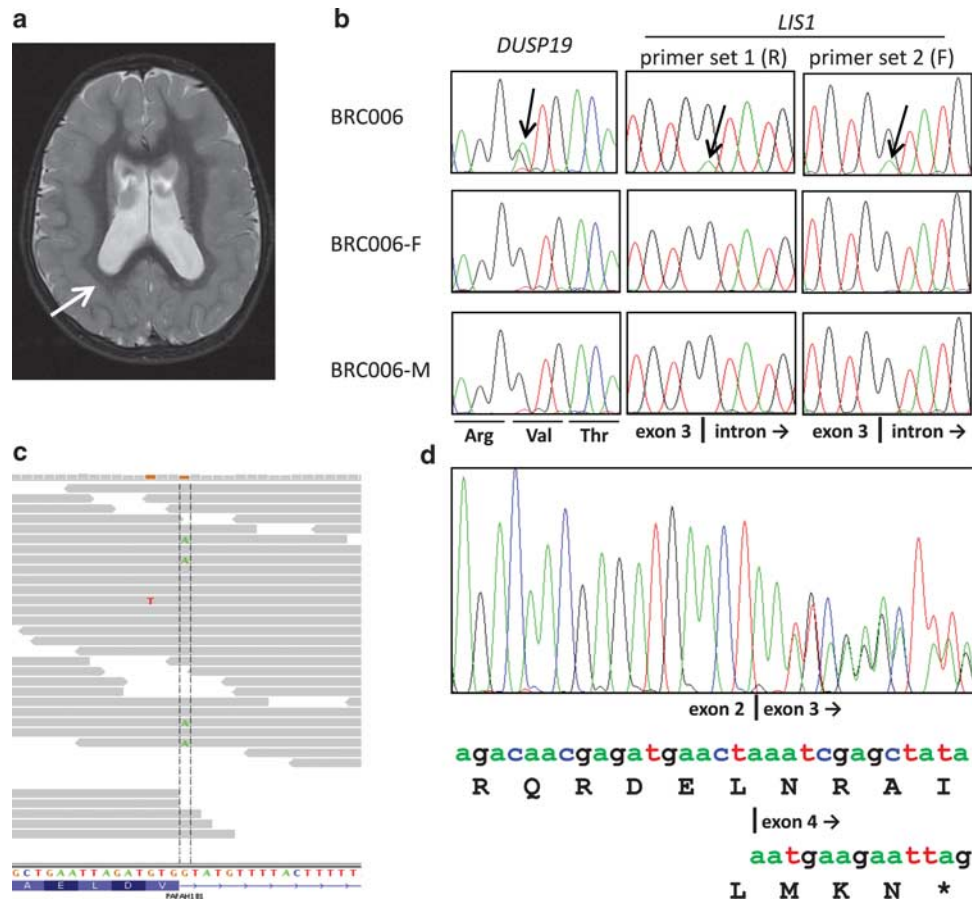 a
b
DUSP19
LIS1
primer set 1 (R)
primer set 2 (F)
BRC006
BRC006-F
BRC006-M
Arg
Val
Thr
exon 3
intron →
exon 3
intron →
c
A
A
T
A
A
GCTGAATTAGATGTGGTATGTTTTACTTTTT
A E L D V
PAFAH1B1
d
exon 2
exon 3 →
agacaacgagatgaactaaatcgagctata
R Q R D E L N R A I
exon 4 →
aatgaagaattag
L M K N *